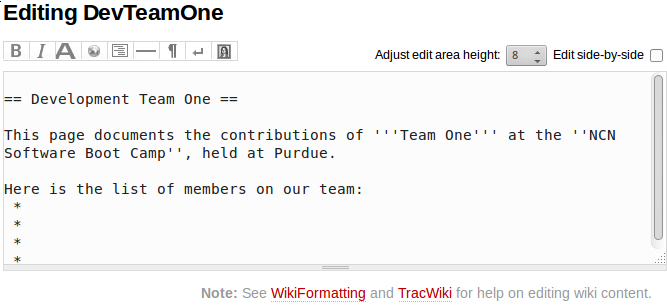 Editing DevTeamOne
B I A ¶ Adjust edit area height: 8 Edit side-by-side
== Development Team One ==
This page documents the contributions of '''Team One''' at the ''NCN
Software Boot Camp'', held at Purdue.
Here is the list of members on our team:
*
*
*
*
Note: See WikiFormatting and TracWiki for help on editing wiki content.